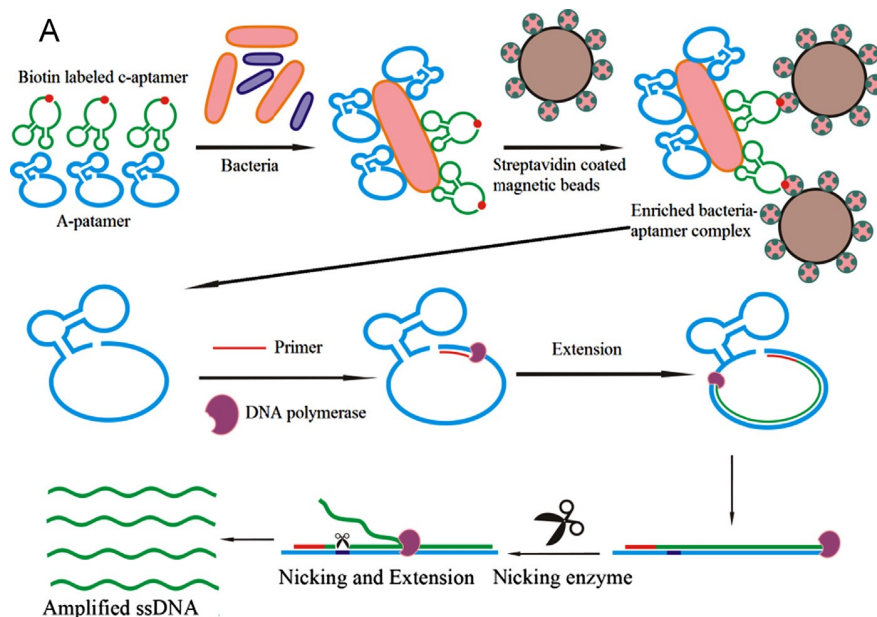 A
Biotin labeled c-aptamer
A-patamer
Bacteria
Streptavidin coated
magnetic beads
Enriched bacteria-
aptamer complex
Primer
DNA polymerase
Extension
Amplified ssDNA
Nicking and Extension
Nicking enzyme